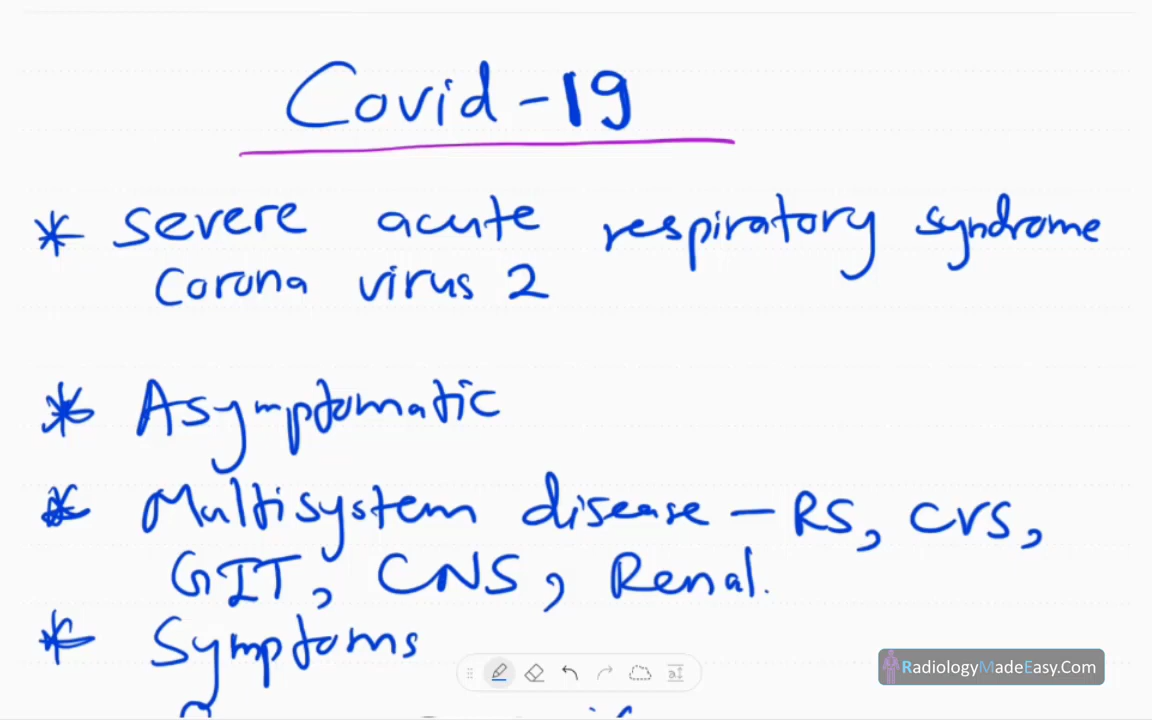 Covid-19
* Severe acute respiratory syndrome
Corona virus 2
* Asymptomatic
* Multisystem disease - RS, CVS,
GIT, CNS, Renal.
* Symptoms
RadiologyMadeEasy.Com